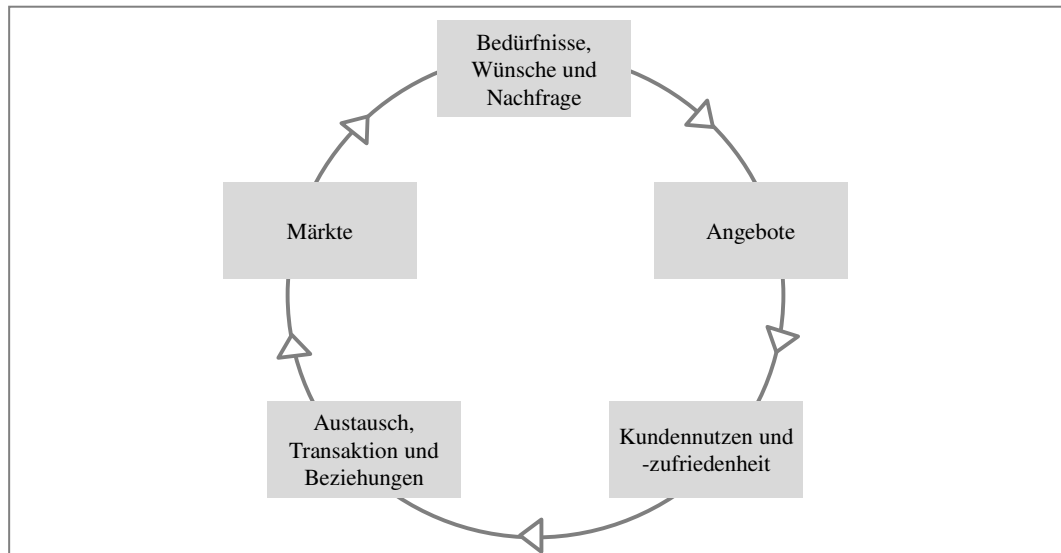 Bedürfnisse,
Wünsche und
Nachfrage
Märkte
Angebote
Austausch,
Transaktion und
Beziehungen
Kundennutzen und
-zufriedenheit